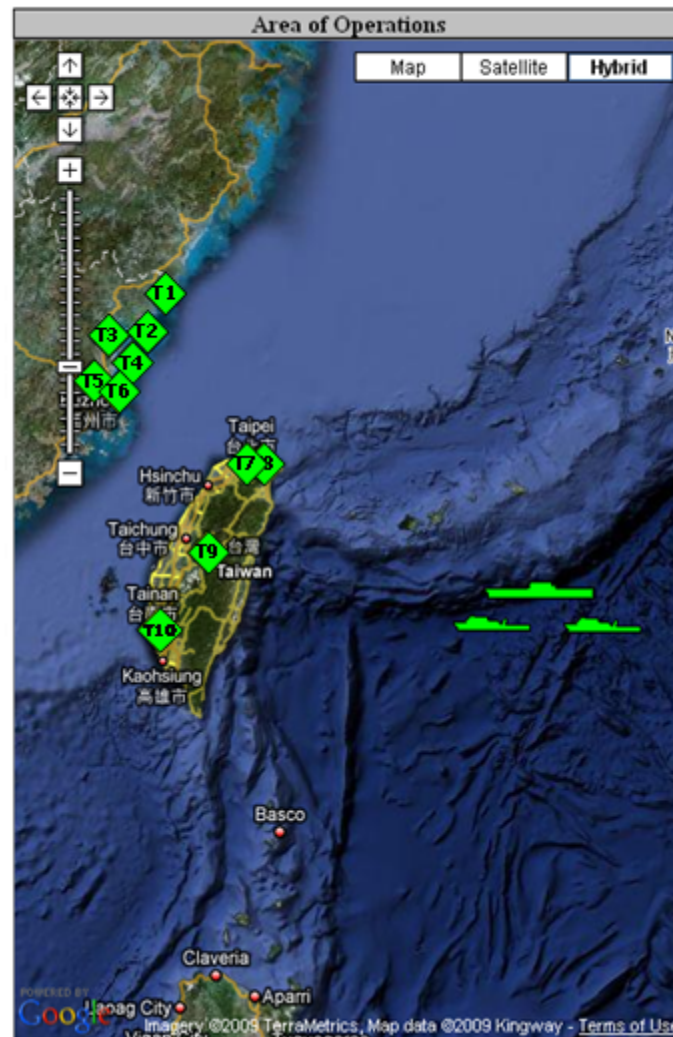 Area of Operations
Map
Satellite
Hybrid
T1
T3
T2
T4
T5
T6
州市
Taipei
T7
8
Hsinchu
新竹市
Taichung
台中市
T9
台灣
Taiwan
Tainan
T10
Kaohsiung
高雄市
Basco
Claveria
Aparri
POWERED BY
Google
City
Imagery ©2009 TerraMetrics, Map data ©2009 Kingway - Terms of Use